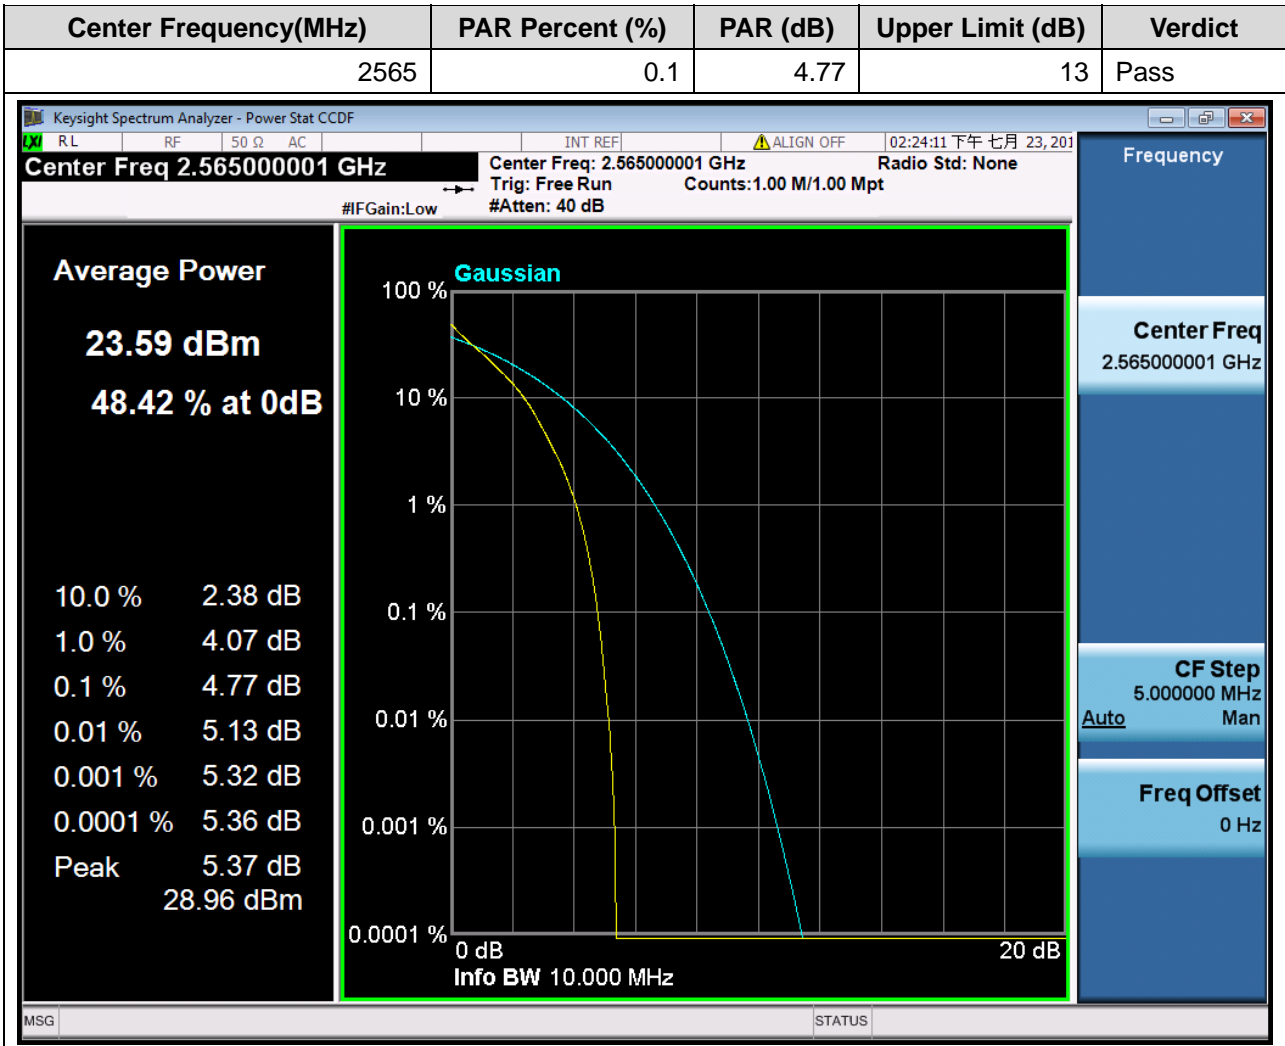 Center Frequency(MHz) PAR Percent (%) PAR (dB) Upper Limit (dB) Verdict
2565 0.1 4.77 13 Pass
Keysight Spectrum Analyzer - Power Stat CCDF
LXI RL RF 50 Ω AC INT REF ALIGN OFF 02:24:11 下午 七月 23, 201
Center Freq 2.565000001 GHz
Center Freq: 2.565000001 GHz Radio Std: None
Trig: Free Run Counts:1.00 M/1.00 Mpt
#IFGain:Low #Atten: 40 dB
Average Power
23.59 dBm
48.42 % at 0dB
10.0 % 2.38 dB
1.0 % 4.07 dB
0.1 % 4.77 dB
0.01 % 5.13 dB
0.001 % 5.32 dB
0.0001 % 5.36 dB
Peak 5.37 dB
28.96 dBm
Gaussian
100 %
10 %
1 %
0.1 %
0.01 %
0.001 %
0.0001 %
0 dB 20 dB
Info BW 10.000 MHz
Frequency
Center Freq
2.565000001 GHz
CF Step
5.000000 MHz
Auto Man
Freq Offset
0 Hz
MSG STATUS